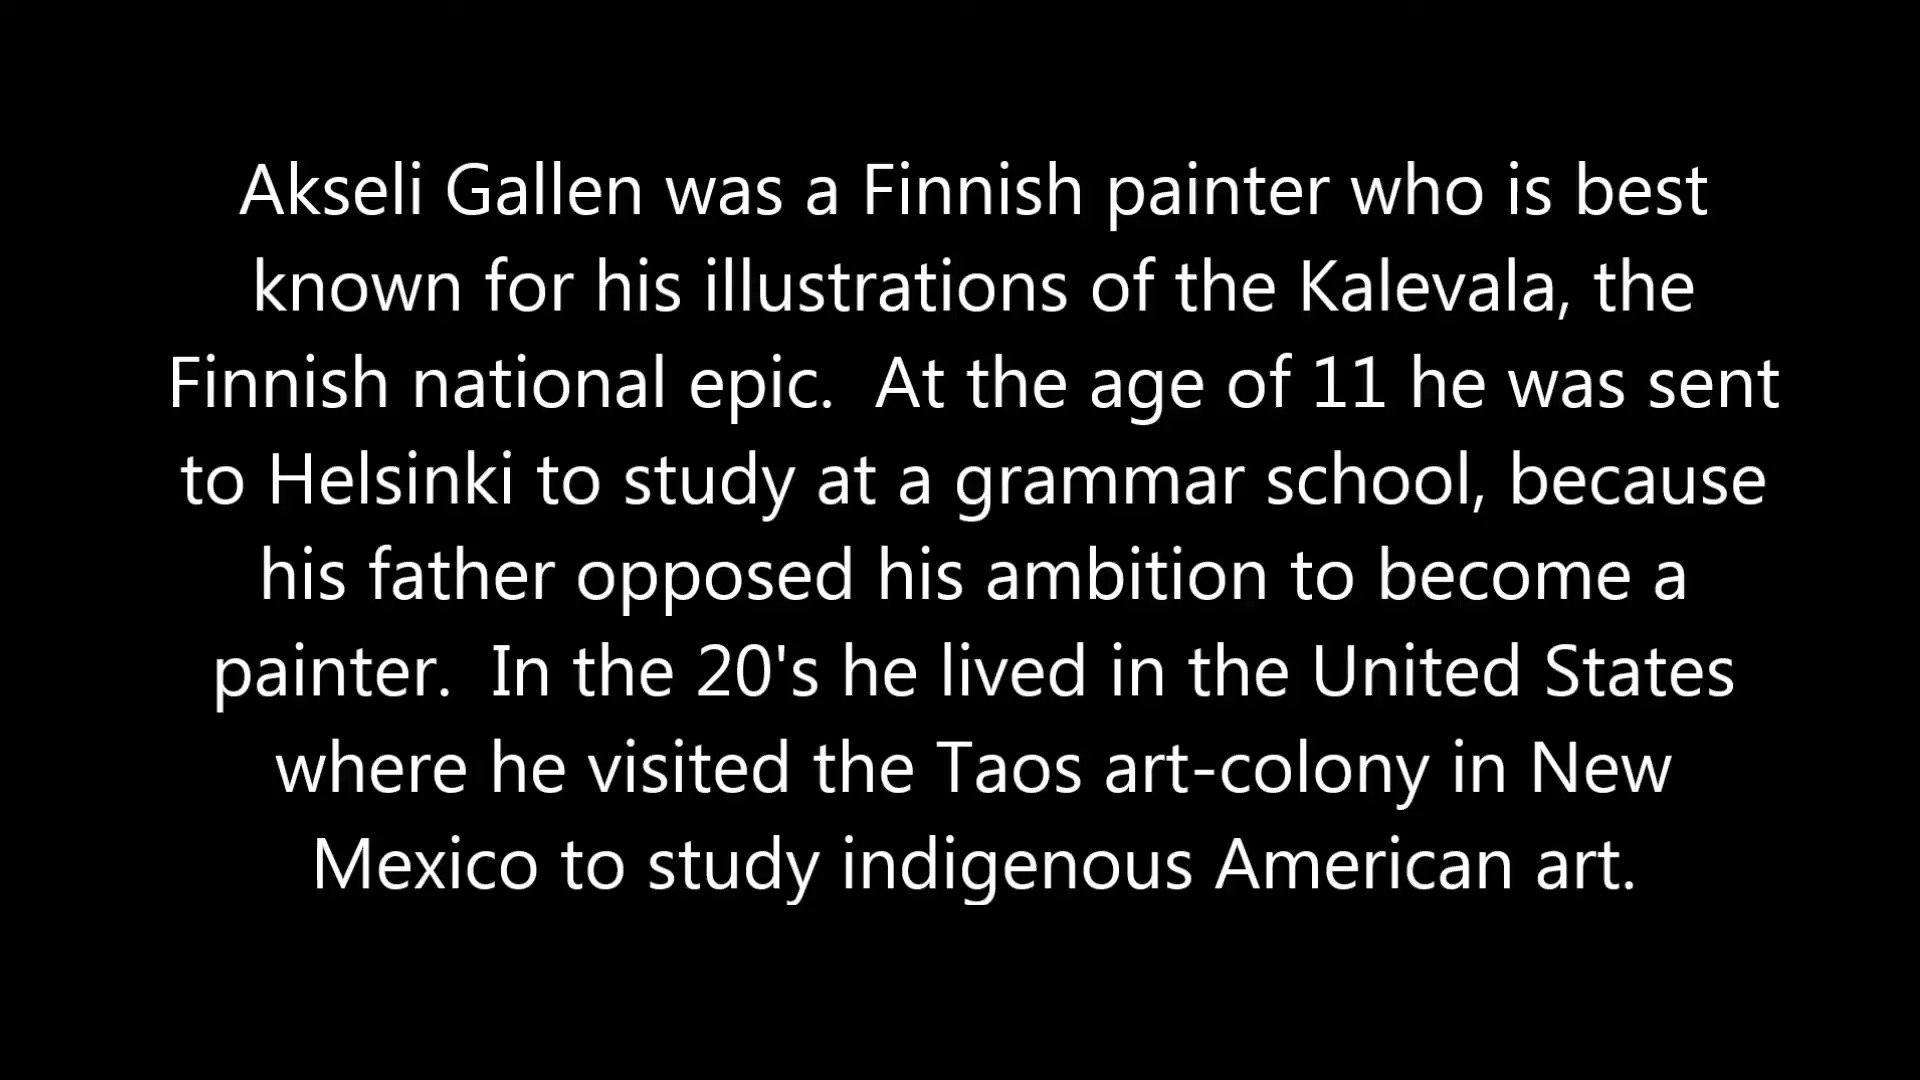 Akseli Gallen was a Finnish painter who is best
known for his illustrations of the Kalevala, the
Finnish national epic.  At the age of 11 he was sent
to Helsinki to study at a grammar school, because
his father opposed his ambition to become a
painter.  In the 20's he lived in the United States
where he visited the Taos art-colony in New
Mexico to study indigenous American art.